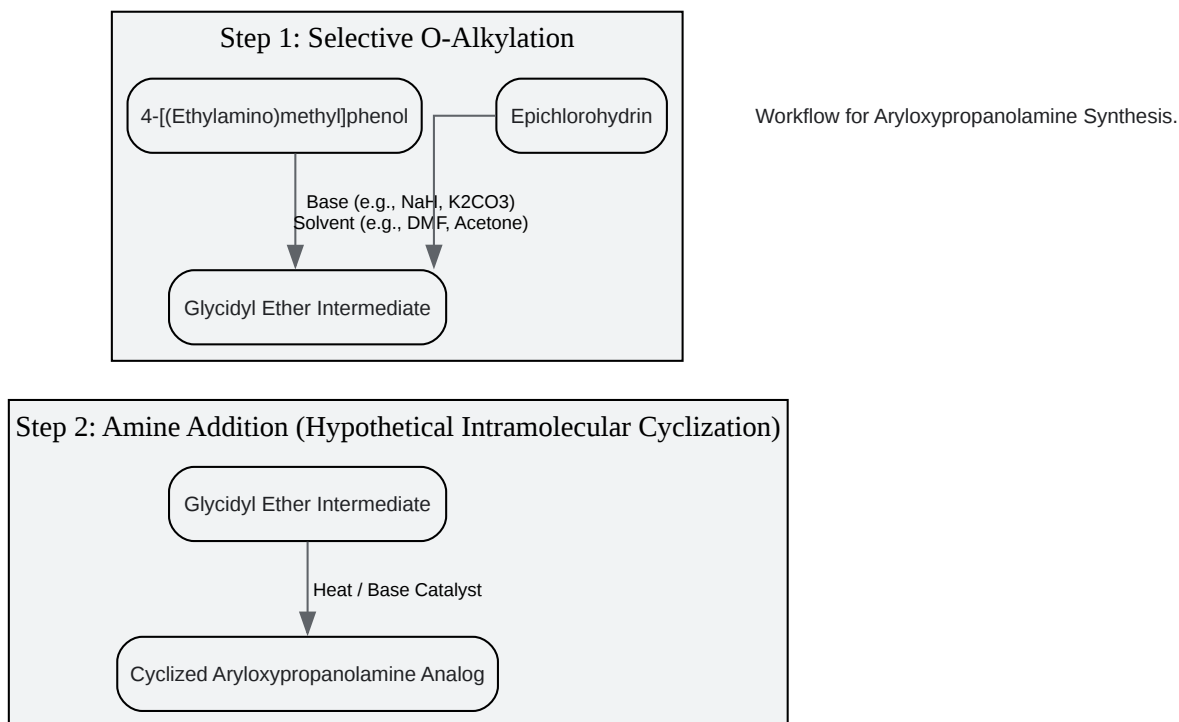 Step 1: Selective O-Alkylation
4-[(Ethylamino)methyl]phenol
Epichlorohydrin
Workflow for Aryloxypropanolamine Synthesis.
Base (e.g., NaH, K2CO3)
Solvent (e.g., DMF, Acetone)
Glycidyl Ether Intermediate
Step 2: Amine Addition (Hypothetical Intramolecular Cyclization)
Glycidyl Ether Intermediate
Heat / Base Catalyst
Cyclized Aryloxypropanolamine Analog